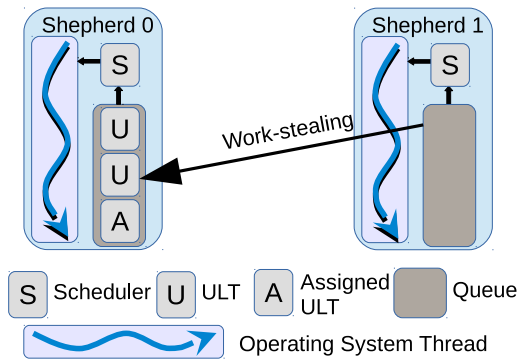 Shepherd 0
Shepherd 1
S
S
U
Work-stealing
U
A
S Scheduler
U ULT
A Assigned
ULT
Queue
Operating System Thread